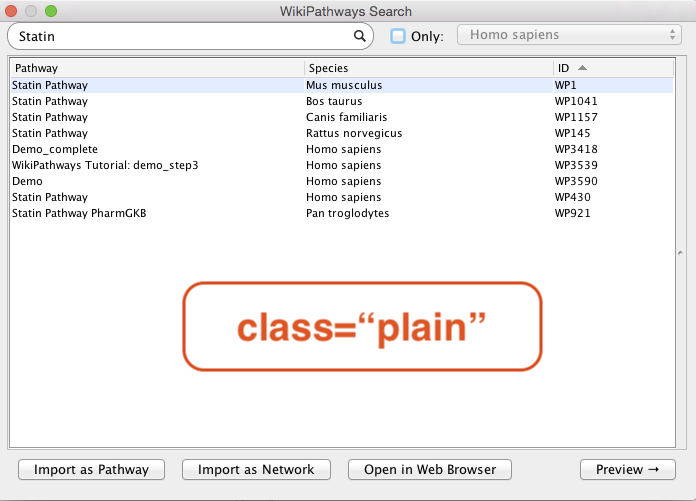 WikiPathways Search
Statin Only: Homo sapiens
Pathway Species ID
Statin Pathway Mus musculus WP1
Statin Pathway Bos taurus WP1041
Statin Pathway Canis familiaris WP1157
Statin Pathway Rattus norvegicus WP145
Demo_complete Homo sapiens WP3418
WikiPathways Tutorial: demo_step3 Homo sapiens WP3539
Demo Homo sapiens WP3590
Statin Pathway Homo sapiens WP430
Statin Pathway PharmGKB Pan troglodytes WP921
class=“plain”
Import as Pathway Import as Network Open in Web Browser Preview →